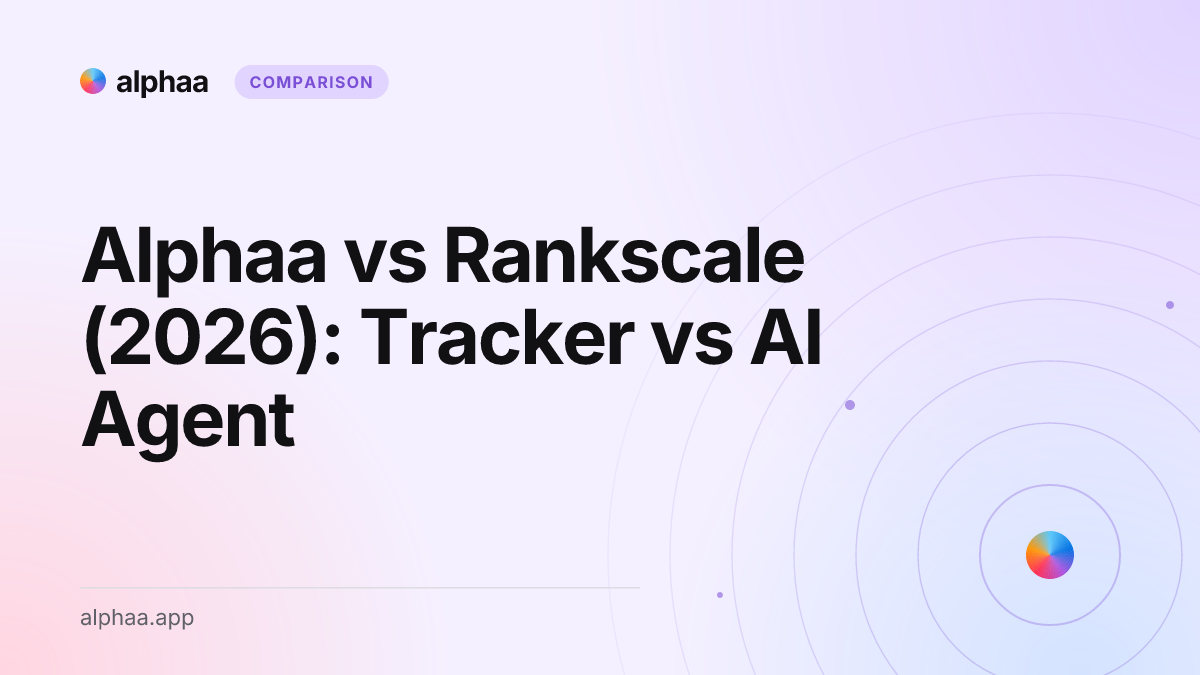 alphaa
COMPARISON
Alphaa vs Rankscale
(2026): Tracker vs AI
Agent
alphaa.app